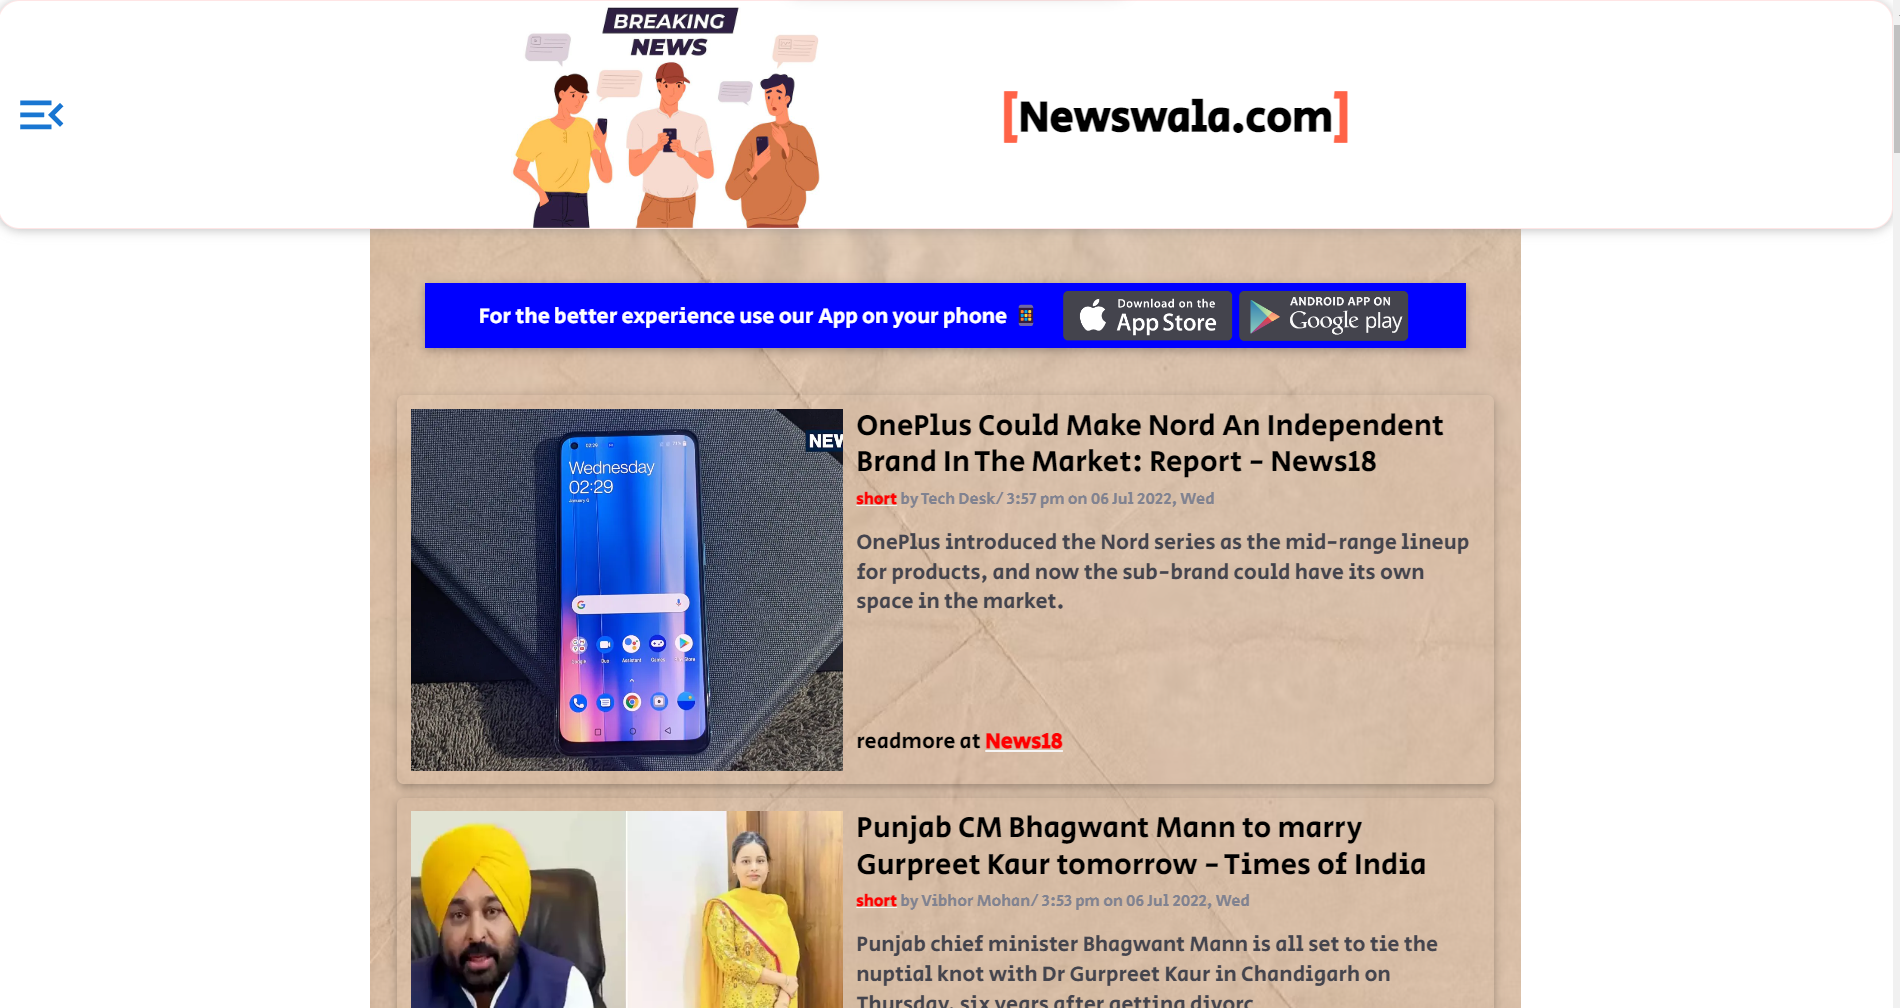 BREAKING
NEWS
[Newswala.com]
For the better experience use our App on your phone
Download on the
App Store
ANDROID APP ON
Google play
NEW
02:29
Wednesday
02:29
Duo
Assistant
Games
OnePlus Could Make Nord An Independent
Brand In The Market: Report - News18
short by Tech Desk/ 3:57 pm on 06 Jul 2022, Wed
OnePlus introduced the Nord series as the mid-range lineup
for products, and now the sub-brand could have its own
space in the market.
readmore at News18
Punjab CM Bhagwant Mann to marry
Gurpreet Kaur tomorrow - Times of India
short by Vibhor Mohan/ 3:53 pm on 06 Jul 2022, Wed
Punjab chief minister Bhagwant Mann is all set to tie the
nuptial knot with Dr Gurpreet Kaur in Chandigarh on
Thursday, six years after getting divorc